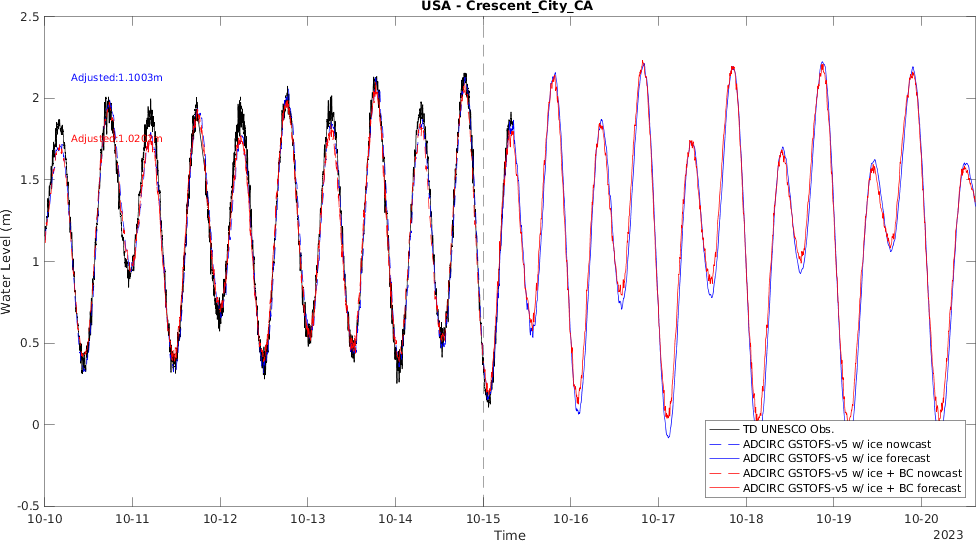 USA - Crescent_City_CA
2.5
2
1.5
1
0.5
0
-0.5
Water Level (m)
Adjusted:1.1003m
10-10
10-11
10-12
10-13
10-14
10-15
10-16
10-17
10-18
10-19
10-20
Time
2023
TD UNESCO Obs.
ADCIRC GSTOFS-v5 w/ ice nowcast
ADCIRC GSTOFS-v5 w/ ice forecast
ADCIRC GSTOFS-v5 w/ ice + BC nowcast
ADCIRC GSTOFS-v5 w/ ice + BC forecast